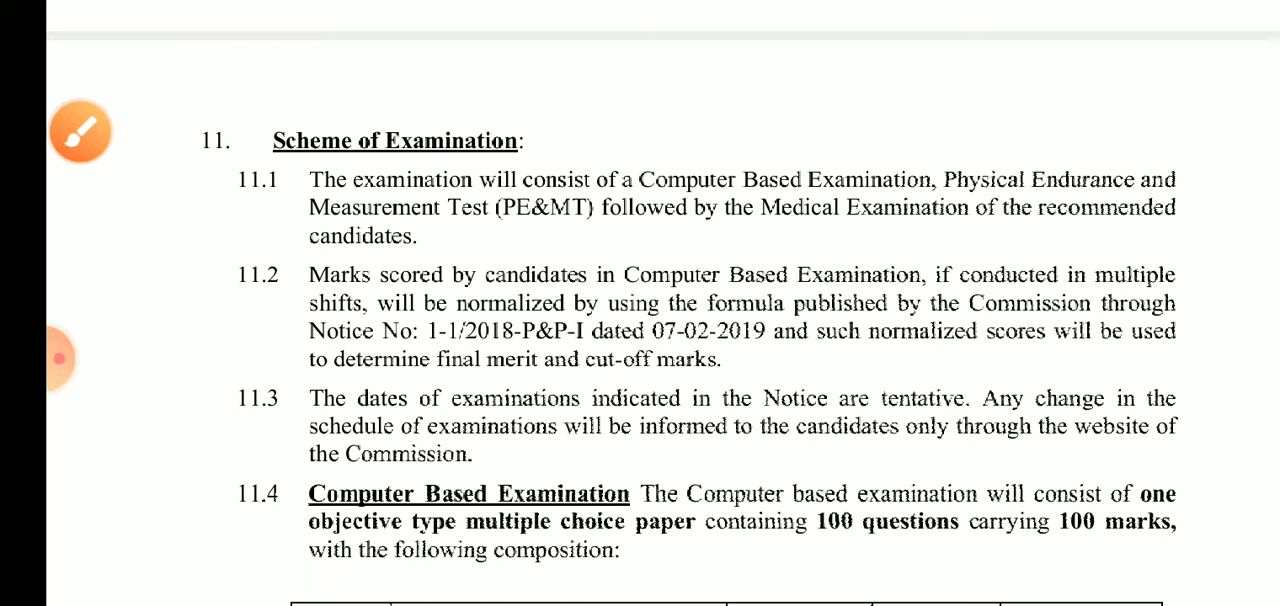 11. Scheme of Examination:
11.1 The examination will consist of a Computer Based Examination, Physical Endurance and
Measurement Test (PE&MT) followed by the Medical Examination of the recommended
candidates.
11.2 Marks scored by candidates in Computer Based Examination, if conducted in multiple
shifts, will be normalized by using the formula published by the Commission through
Notice No: 1-1/2018-P&P-I dated 07-02-2019 and such normalized scores will be used
to determine final merit and cut-off marks.
11.3 The dates of examinations indicated in the Notice are tentative. Any change in the
schedule of examinations will be informed to the candidates only through the website of
the Commission.
11.4 Computer Based Examination The Computer based examination will consist of one
objective type multiple choice paper containing 100 questions carrying 100 marks,
with the following composition: